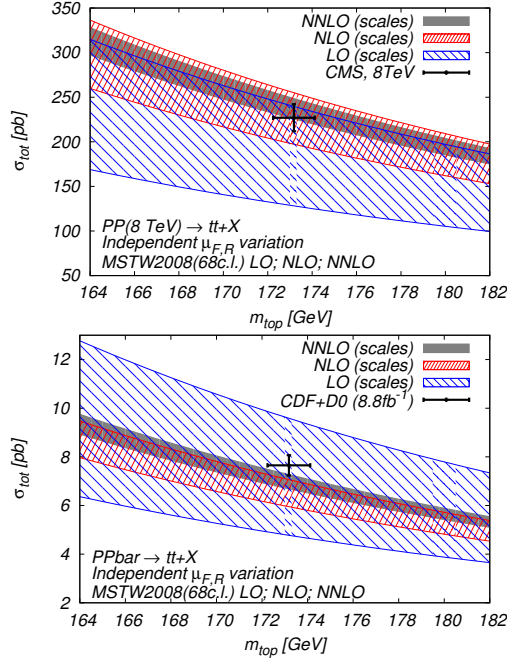 350
300
250
200
150
100
50
σtot [pb]
NNLO (scales)
NLO (scales)
LO (scales)
CMS, 8TeV
PP(8 TeV) → tt+X
Independent μF,R variation
MSTW2008(68c.l.) LO; NLO; NNLO
164 166 168 170 172 174 176 178 180 182
mtop [GeV]
12
10
8
6
4
2
σtot [pb]
NNLO (scales)
NLO (scales)
LO (scales)
CDF+D0 (8.8fb⁻¹)
PPbar → tt+X
Independent μF,R variation
MSTW2008(68c.l.) LO; NLO; NNLO
164 166 168 170 172 174 176 178 180 182
mtop [GeV]